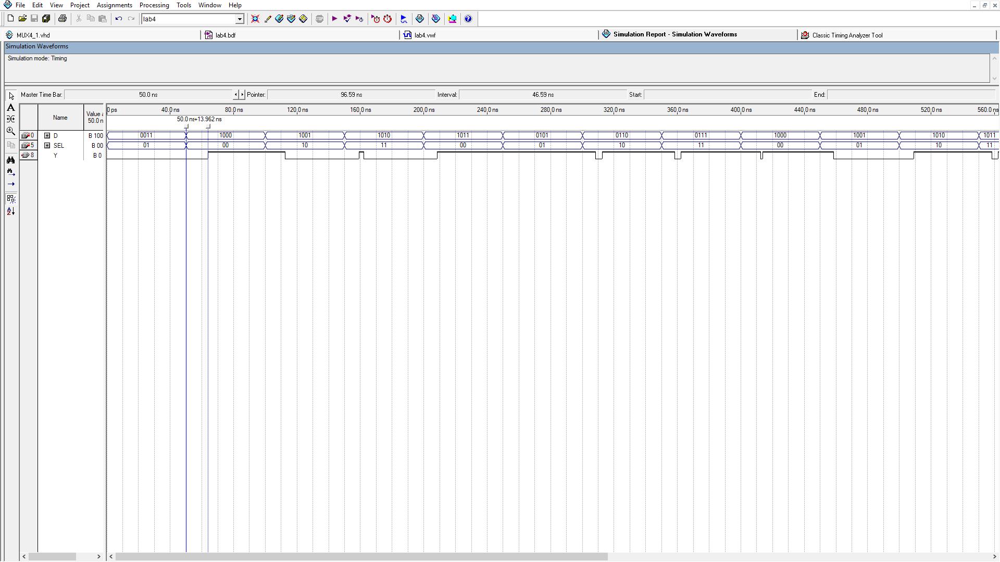 File Edit View Project Assignments Processing Tools Window Help
lab4
MUX4_1.vhd lab4.bdf lab4.vwf Simulation Report - Simulation Waveforms Classic Timing Analyzer Tool
Simulation Waveforms
Simulation mode: Timing
Master Time Bar: 50.0 ns Pointer: 96.59 ns Interval: 46.59 ns Start: End:
Name Value a 50.0 n
0 ps 40.0 ns 80.0 ns 120.0 ns 160.0 ns 200.0 ns 240.0 ns 280.0 ns 320.0 ns 360.0 ns 400.0 ns 440.0 ns 480.0 ns 520.0 ns 560.0 ns
50.0 ns +13.962 ns
0 D B 100 0011 1000 1001 1010 1011 0101 0110 0111 1000 1001 1010 1011
5 SEL B 00 01 00 10 11 00 01 10 11 00 01 10 11
8 Y B 0